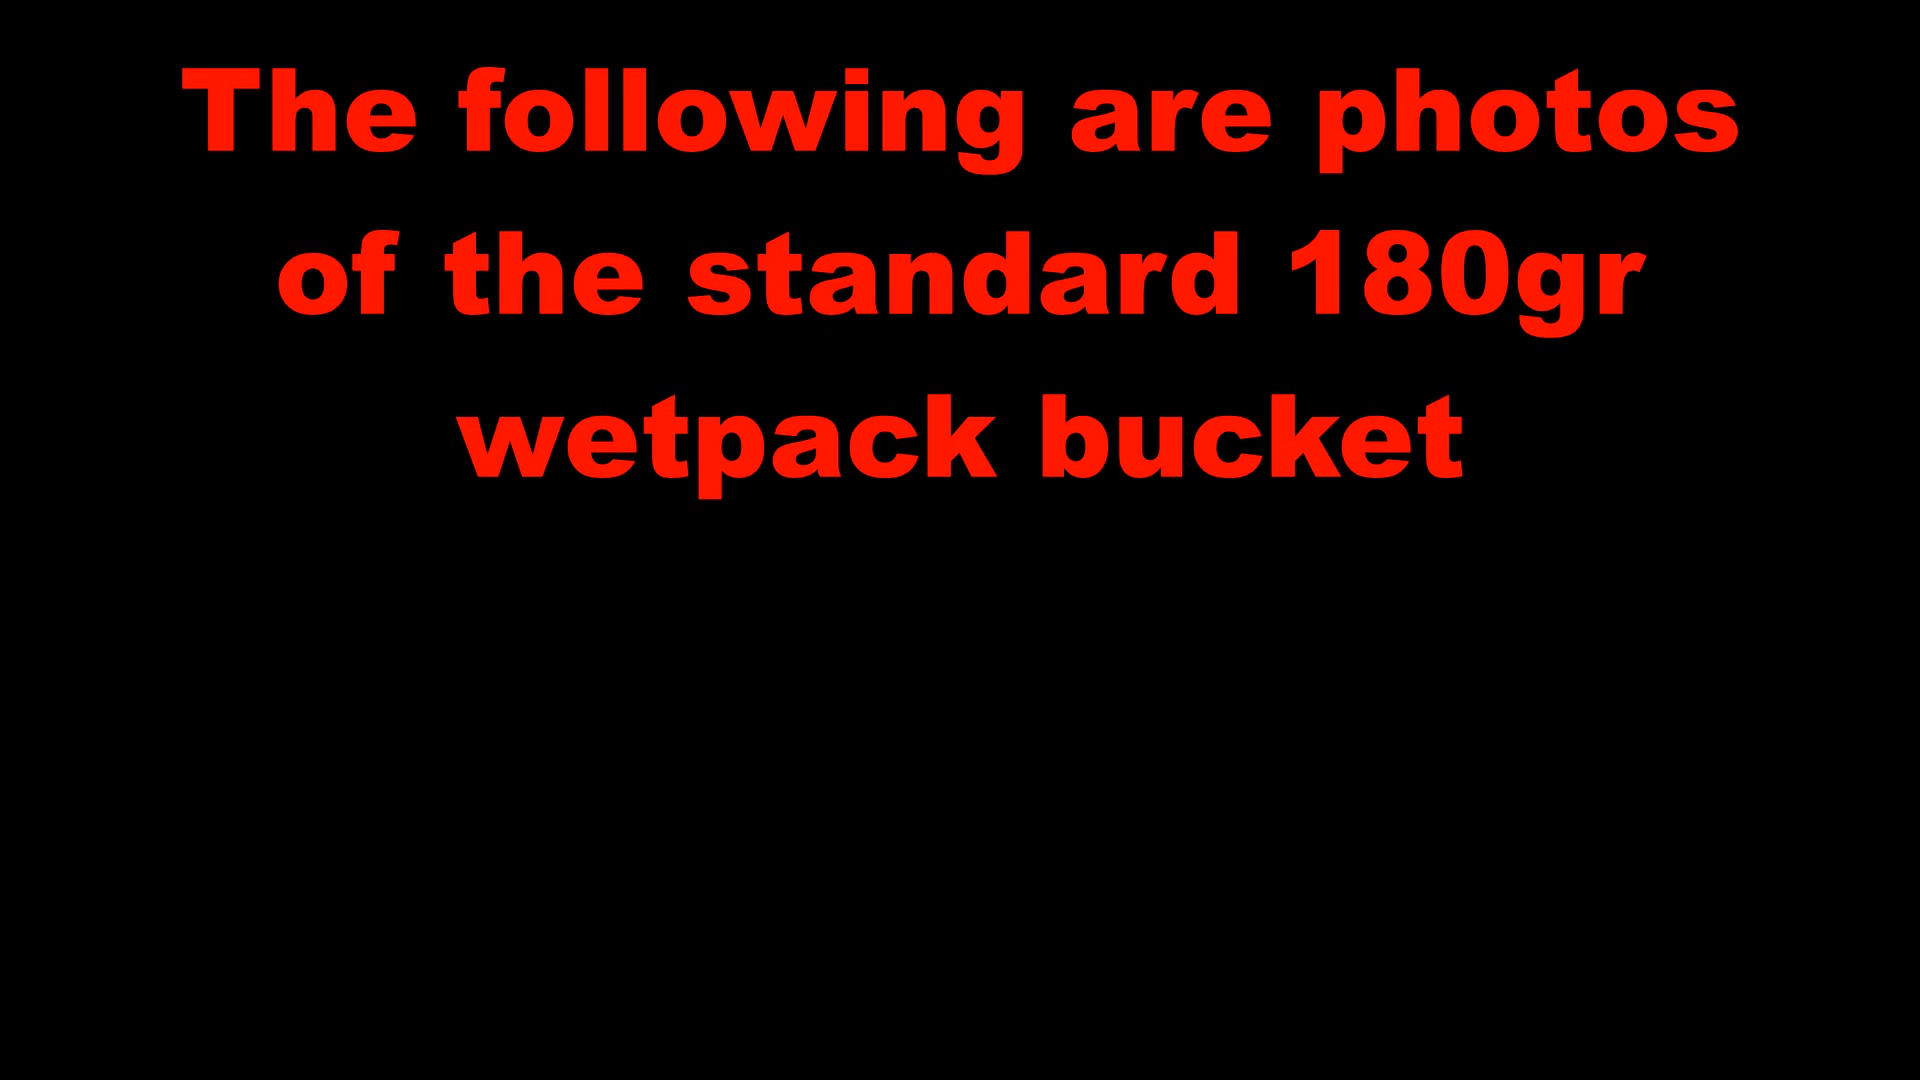 The following are photos
of the standard 180gr
wetpack bucket